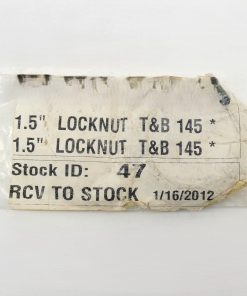 1.5" LOCKNUT T&B 145 *
1.5" LOCKNUT T&B 145 *
Stock ID: 47
RCV TO STOCK 1/16/2012